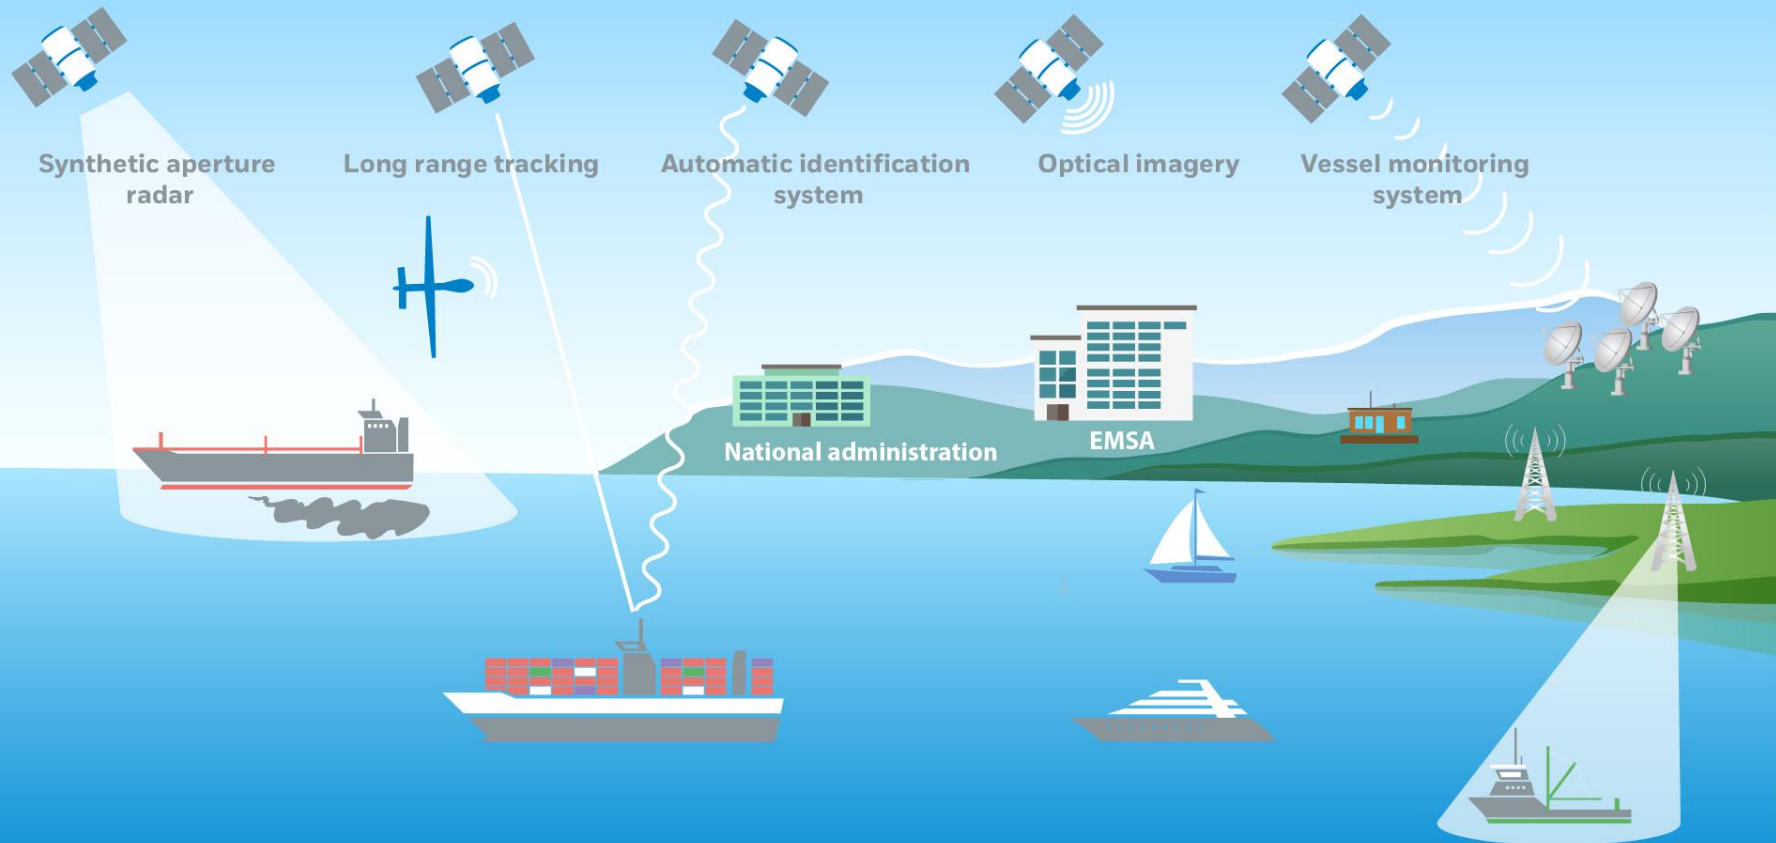 Synthetic aperture
radar
Long range tracking
Automatic identification
system
Optical imagery
Vessel monitoring
system
National administration
EMSA